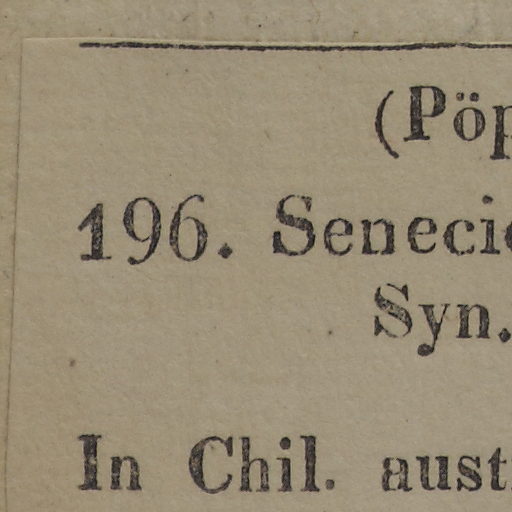 (Pöp
196. Senecio
Syn.
In Chil. aust